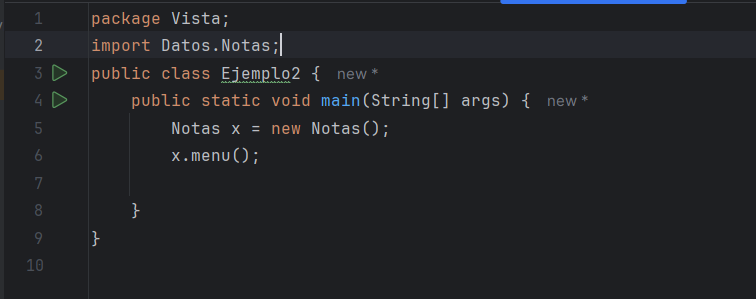 1 package Vista;
2 import Datos.Notas;
3 public class Ejemplo2 { new *
4 public static void main(String[] args) { new *
5 Notas x = new Notas();
6 x.menu();
7
8 }
9 }
10